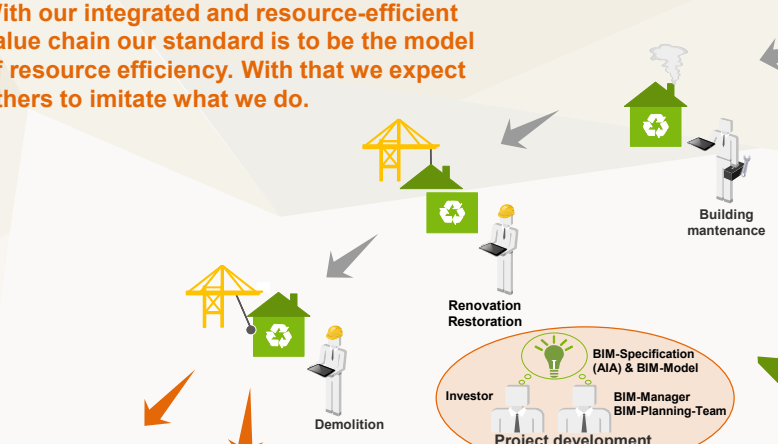 ith our integrated and resource-efficient
alue chain our standard is to be the model
f resource efficiency. With that we expect
thers to imitate what we do.
Building
mantenance
Renovation
Restoration
BIM-Specification
(AIA) & BIM-Model
Investor
BIM-Manager
BIM-Planning-Team
Demolition
Project development